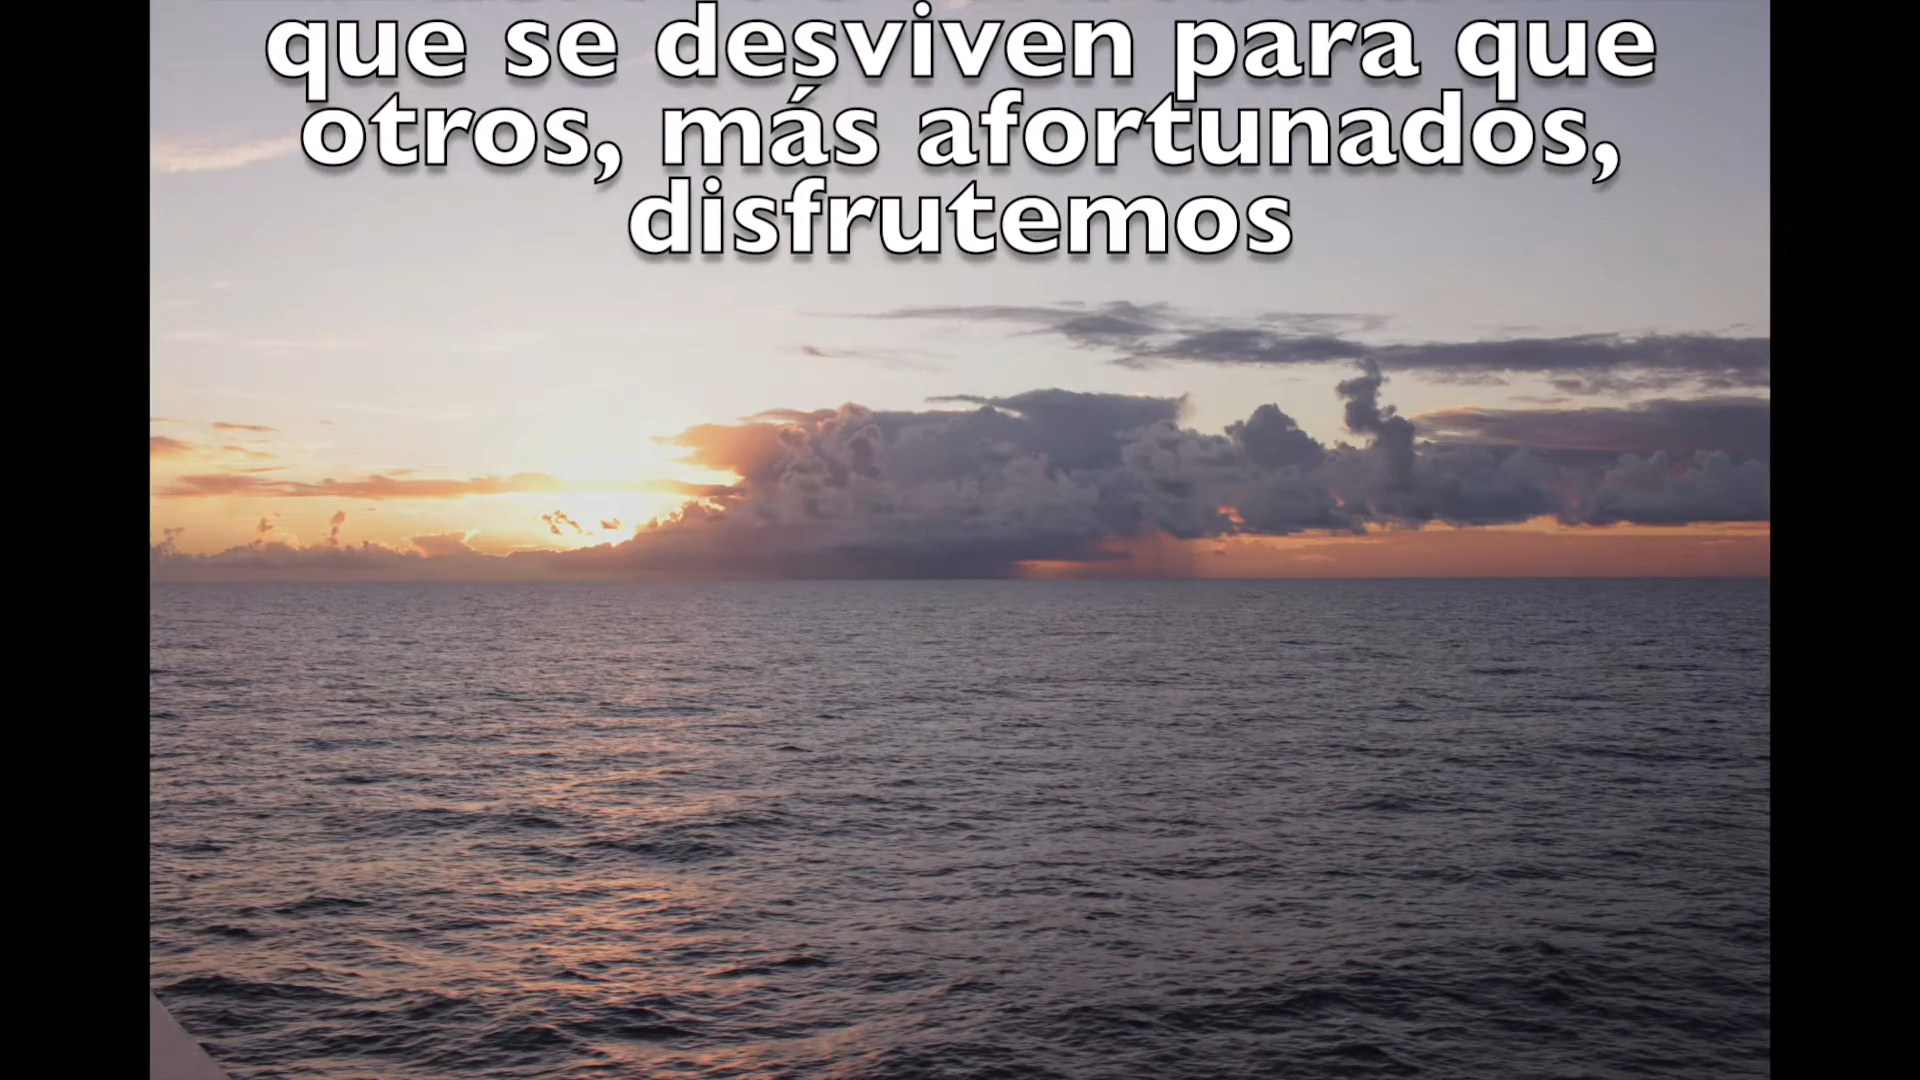 que se desviven para que
otros, más afortunados,
disfrutemos